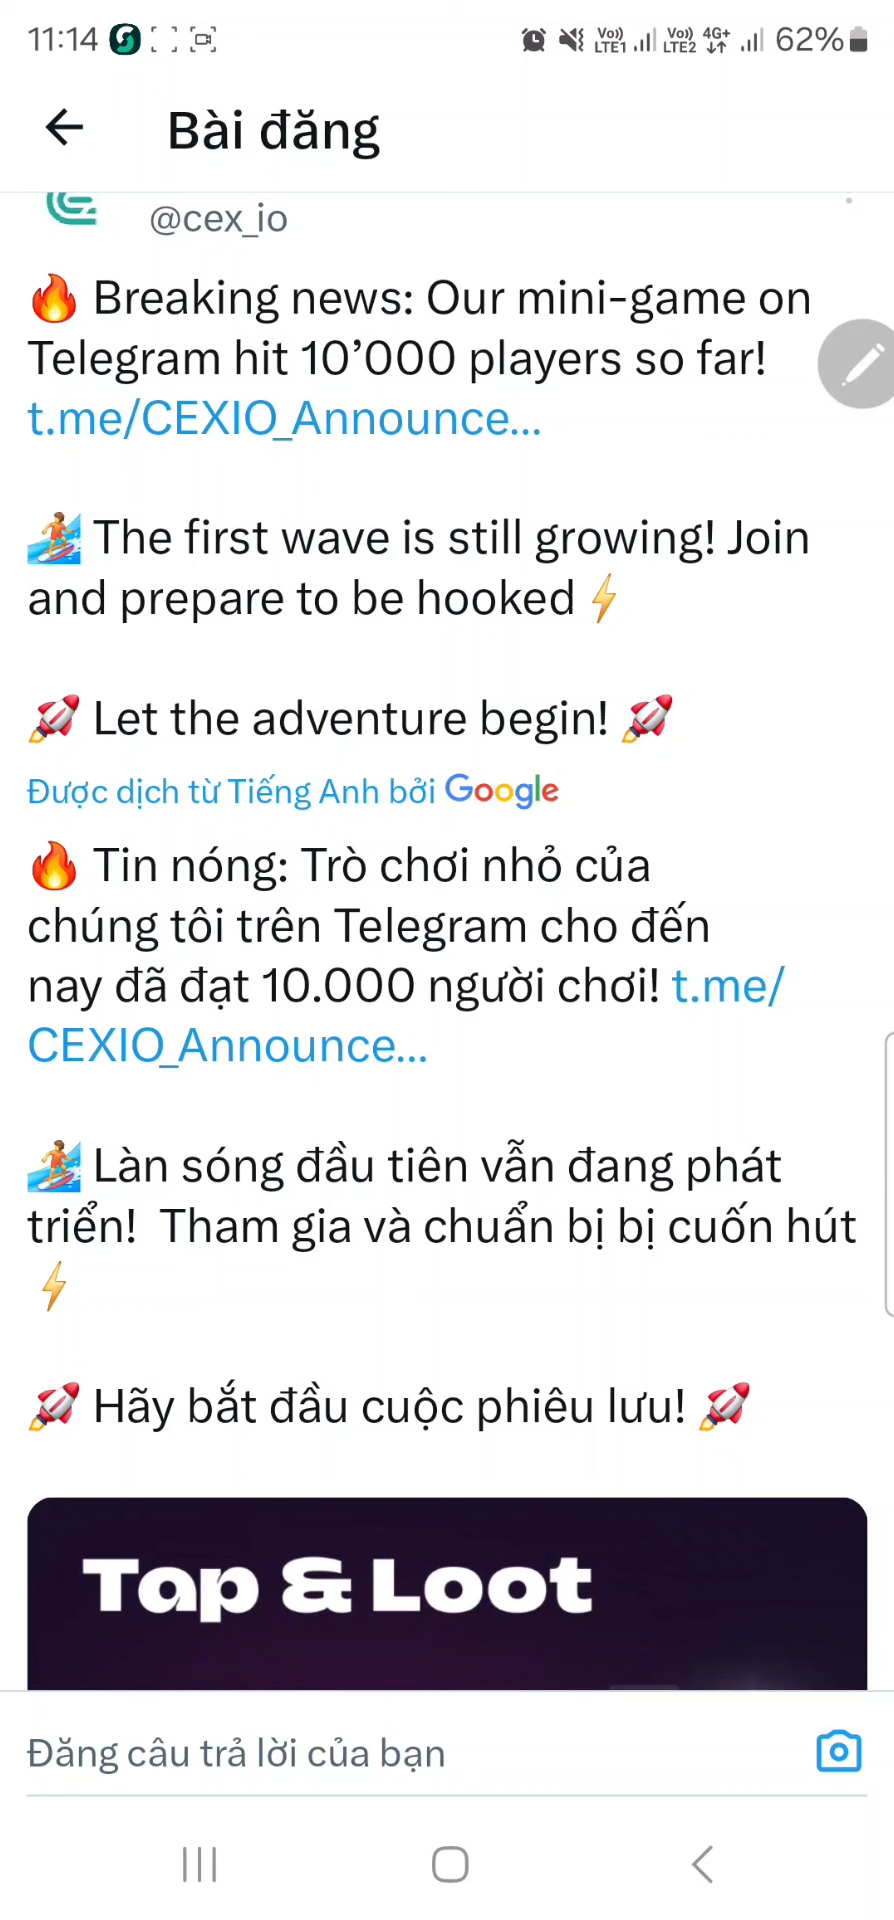 11:14 Vo)) LTE1 Vo)) LTE2 4G+ 62%
Bài đăng
@cex_io
🔥 Breaking news: Our mini-game on
Telegram hit 10’000 players so far!
t.me/CEXIO_Announce...
🏄 The first wave is still growing! Join
and prepare to be hooked ⚡
🚀 Let the adventure begin! 🚀
Được dịch từ Tiếng Anh bởi Google
🔥 Tin nóng: Trò chơi nhỏ của
chúng tôi trên Telegram cho đến
nay đã đạt 10.000 người chơi! t.me/
CEXIO_Announce...
🏄 Làn sóng đầu tiên vẫn đang phát
triển!  Tham gia và chuẩn bị bị cuốn hút
⚡
🚀 Hãy bắt đầu cuộc phiêu lưu! 🚀
Tap & Loot
Đăng câu trả lời của bạn